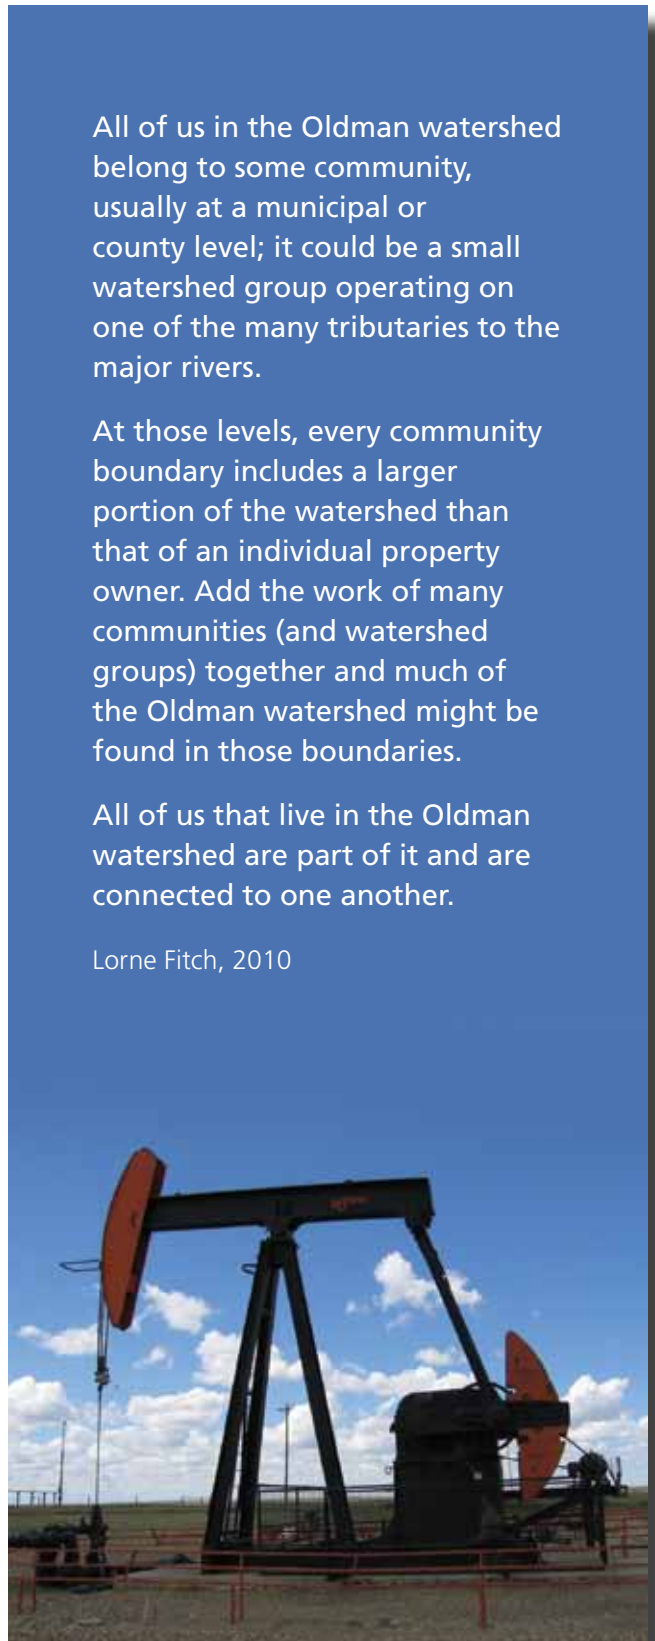 All of us in the Oldman watershed
belong to some community,
usually at a municipal or
county level; it could be a small
watershed group operating on
one of the many tributaries to the
major rivers.
At those levels, every community
boundary includes a larger
portion of the watershed than
that of an individual property
owner. Add the work of many
communities (and watershed
groups) together and much of
the Oldman watershed might be
found in those boundaries.
All of us that live in the Oldman
watershed are part of it and are
connected to one another.
Lorne Fitch, 2010